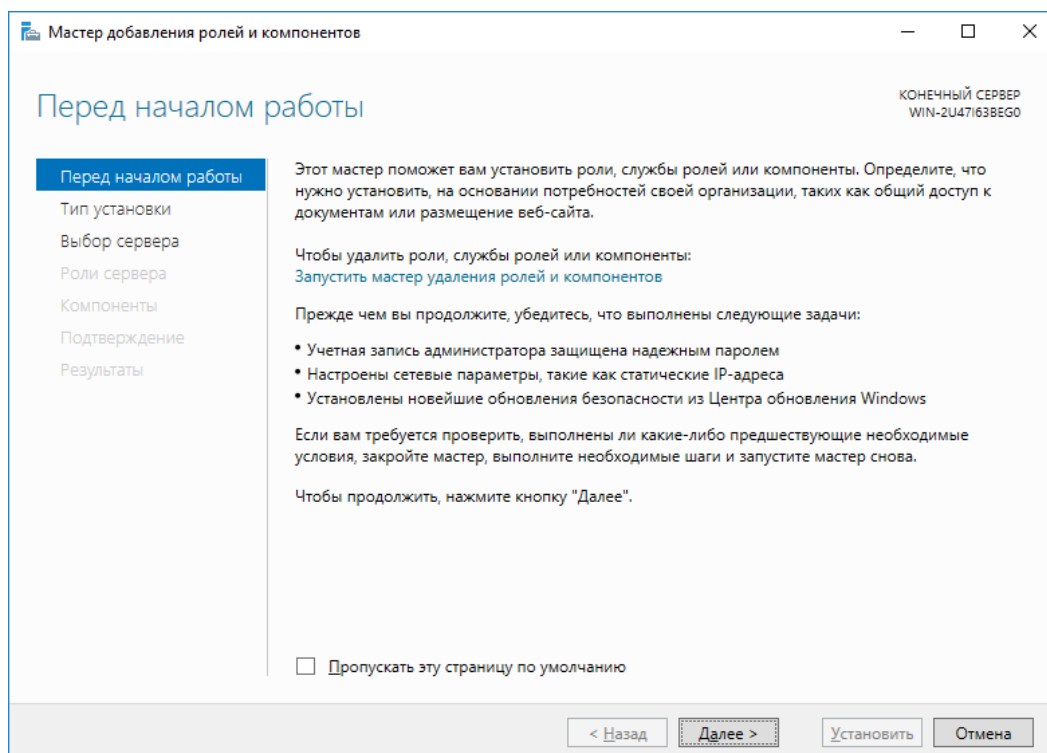 Мастер добавления ролей и компонентов
Перед началом работы
КОНЕЧНЫЙ СЕРВЕР
WIN-2U47I63BEG0
Перед началом работы
Тип установки
Выбор сервера
Роли сервера
Компоненты
Подтверждение
Результаты
Этот мастер поможет вам установить роли, службы ролей или компоненты. Определите, что
нужно установить, на основании потребностей своей организации, таких как общий доступ к
документам или размещение веб-сайта.
Чтобы удалить роли, службы ролей или компоненты:
Запустить мастер удаления ролей и компонентов
Прежде чем вы продолжите, убедитесь, что выполнены следующие задачи:
• Учетная запись администратора защищена надежным паролем
• Настроены сетевые параметры, такие как статические IP-адреса
• Установлены новейшие обновления безопасности из Центра обновления Windows
Если вам требуется проверить, выполнены ли какие-либо предшествующие необходимые
условия, закройте мастер, выполните необходимые шаги и запустите мастер снова.
Чтобы продолжить, нажмите кнопку "Далее".
Пропускать эту страницу по умолчанию
< Назад
Далее >
Установить
Отмена